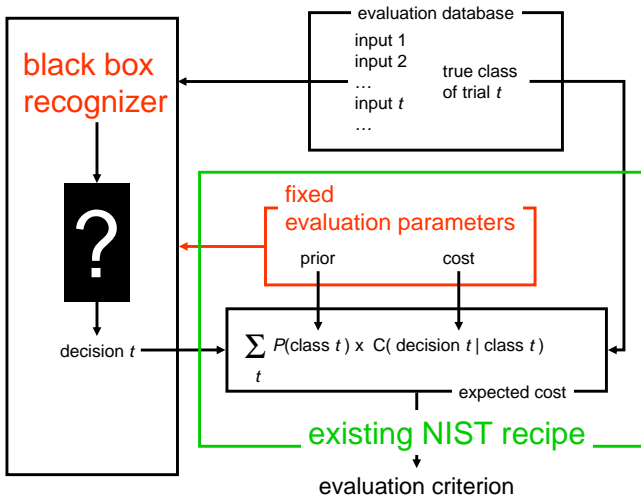 evaluation database
input 1
input 2
…
input t
…
true class
of trial t
black box
recognizer
?
decision t
fixed
evaluation parameters
prior
cost
∑ P(class t) x C( decision t | class t )
t
expected cost
existing NIST recipe
evaluation criterion